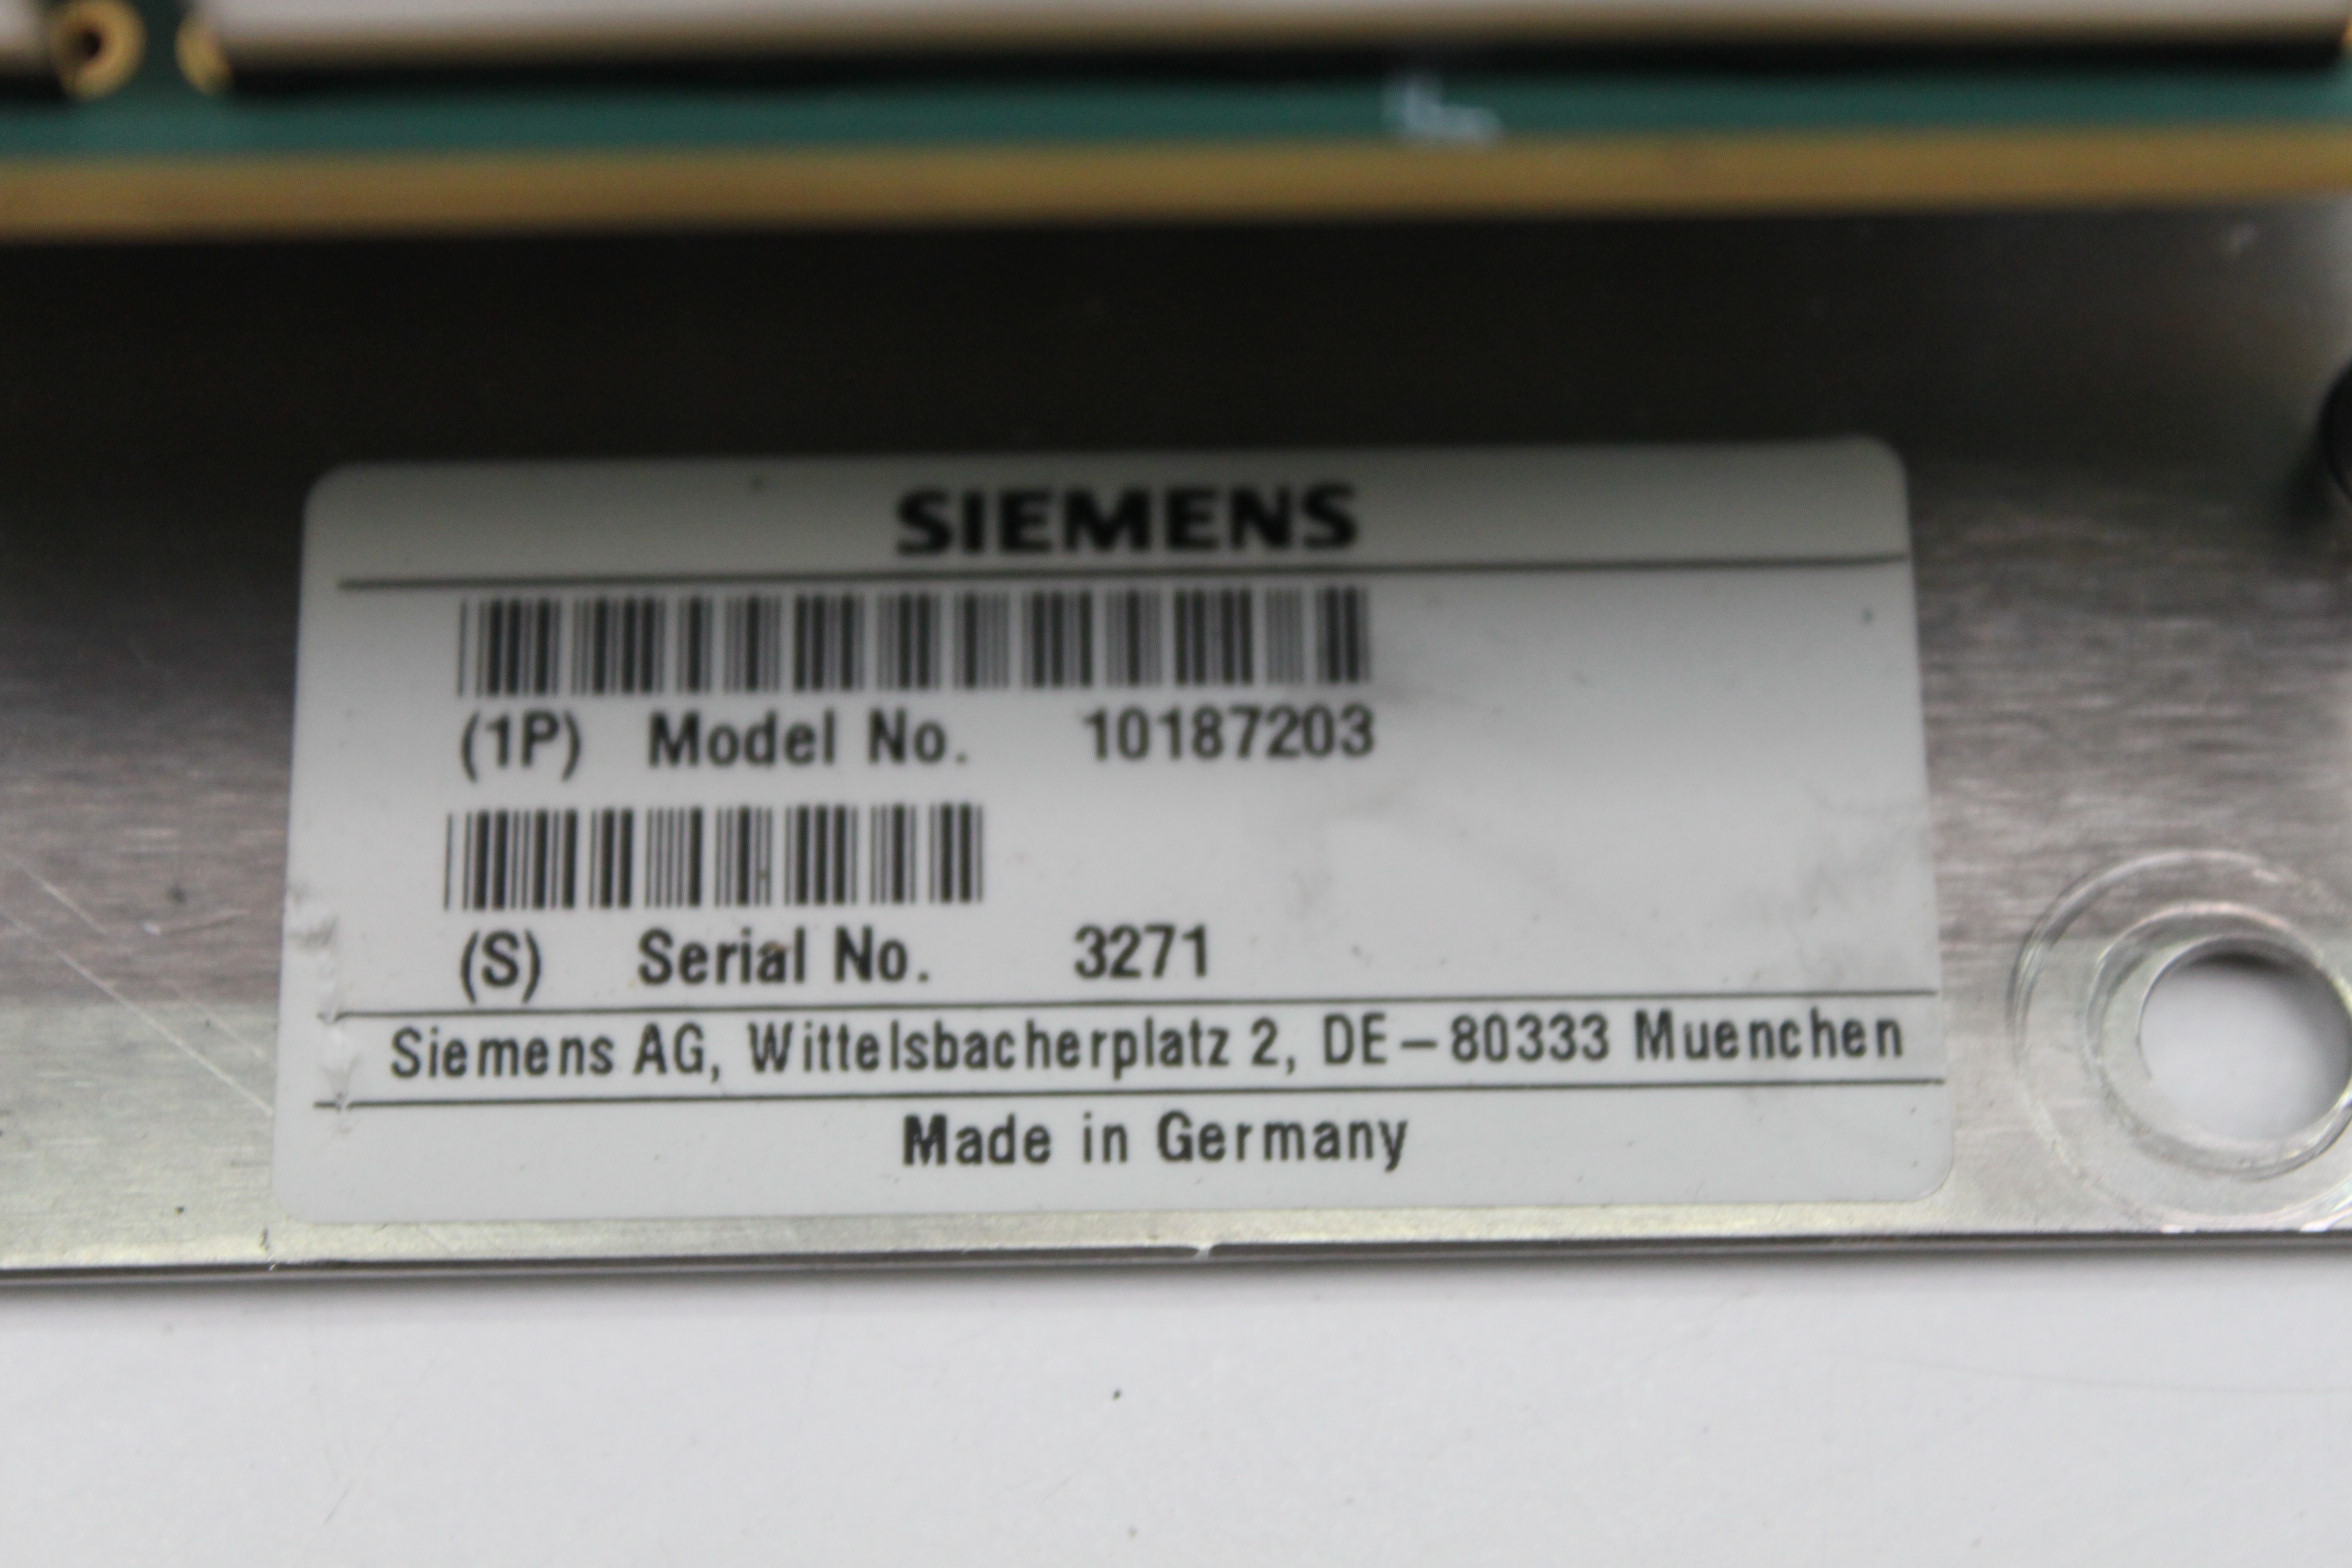 SIEMENS
(1P) Model No. 10187203
(S) Serial No. 3271
Siemens AG, Wittelsbacherplatz 2, DE-80333 Muenchen
Made in Germany